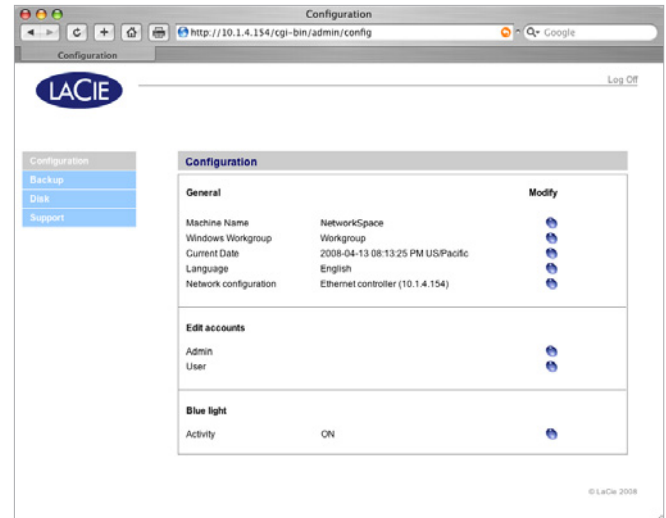 Configuration
http://10.1.4.154/cgi-bin/admin/config
Google
Configuration
LACIE
Log Off
Configuration
Backup
Disk
Support
Configuration
General Modify
Machine Name NetworkSpace
Windows Workgroup Workgroup
Current Date 2008-04-13 08:13:25 PM US/Pacific
Language English
Network configuration Ethernet controller (10.1.4.154)
Edit accounts
Admin
User
Blue light
Activity ON
© LaCie 2008